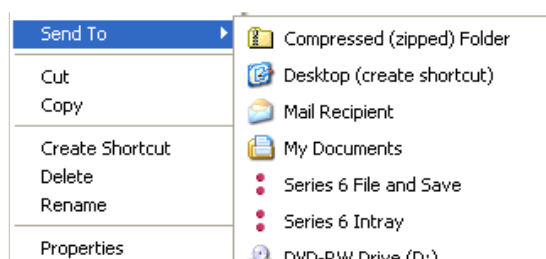 Send To
Cut
Copy
Create Shortcut
Delete
Rename
Properties
Compressed (zipped) Folder
Desktop (create shortcut)
Mail Recipient
My Documents
Series 6 File and Save
Series 6 Intray
DVD-RW Drive (D:)